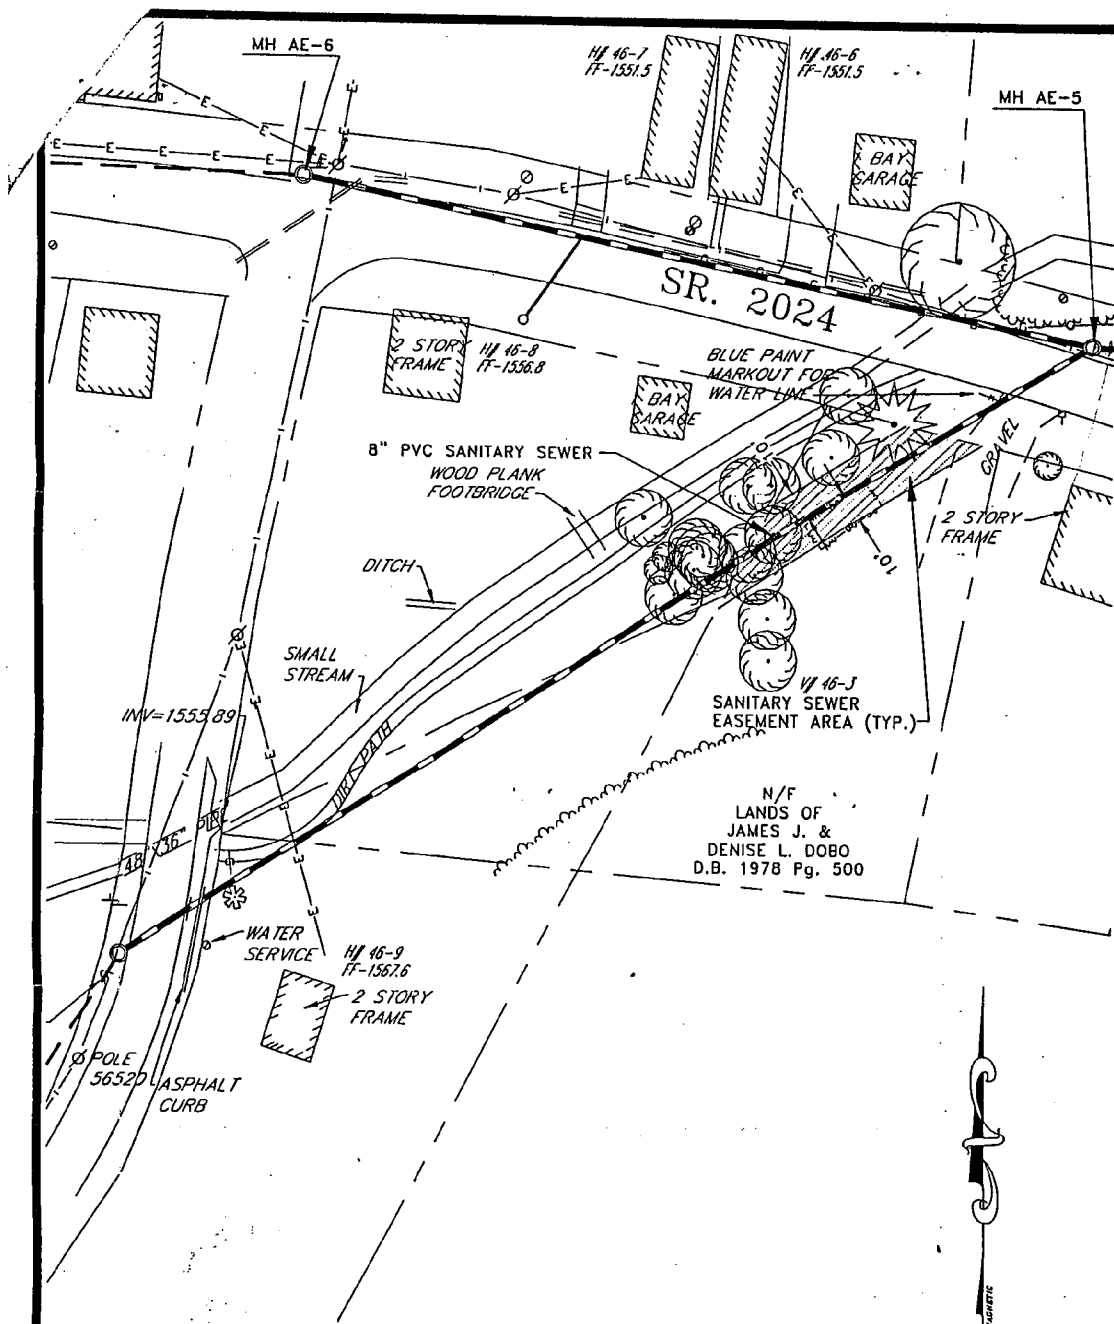 MH AE-6
H# 46-7
FF-1551.5
H# 46-6
FF-1551.5
MH AE-5
BAY
GARAGE
SR. 2024
2 STORY
FRAME
H# 46-8
FF-1556.8
BLUE PAINT
MARKOUT FOR
WATER LINE
BAY
GARAGE
8" PVC SANITARY SEWER
WOOD PLANK
FOOTBRIDGE
GRAVEL
2 STORY
FRAME
10'
DITCH
SMALL
STREAM
V# 46-3
SANITARY SEWER
EASEMENT AREA (TYP.)
INV=1555.89
DIRT PATH
N/F
LANDS OF
JAMES J. &
DENISE L. DOBO
D.B. 1978 Pg. 500
48" X36" PIPE
WATER
SERVICE
H# 46-9
FF-1567.6
2 STORY
FRAME
POLE
56520
ASPHALT
CURB
MAGNETIC